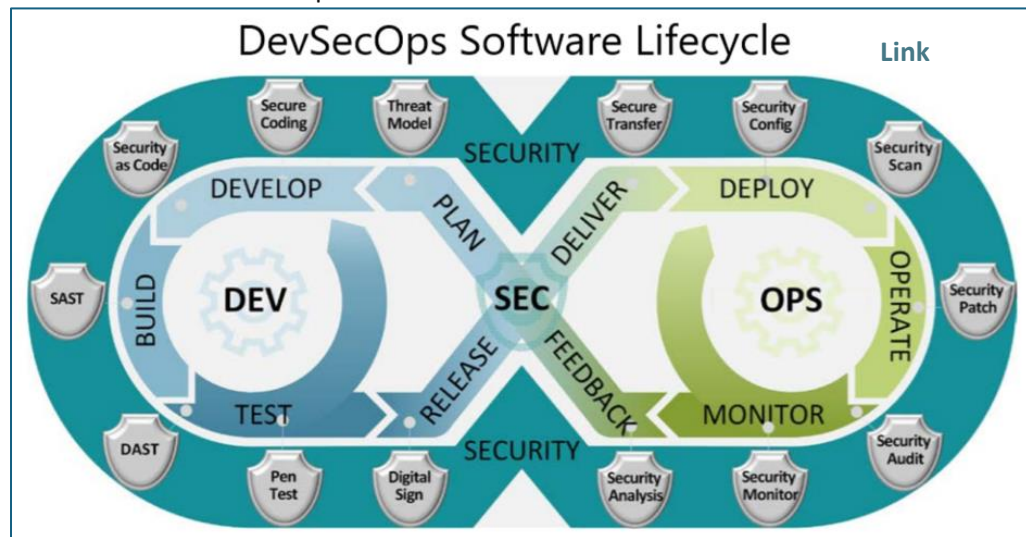 DevSecOps Software Lifecycle
Link
Secure
Coding
Threat
Model
Secure
Transfer
Security
Config
Security
as Code
SECURITY
Security
Scan
DEVELOP
PLAN
DELIVER
DEPLOY
SAST
BUILD
DEV
SEC
OPS
OPERATE
Security
Patch
TEST
RELEASE
FEEDBACK
MONITOR
DAST
SECURITY
Security
Audit
Pen
Test
Digital
Sign
Security
Analysis
Security
Monitor